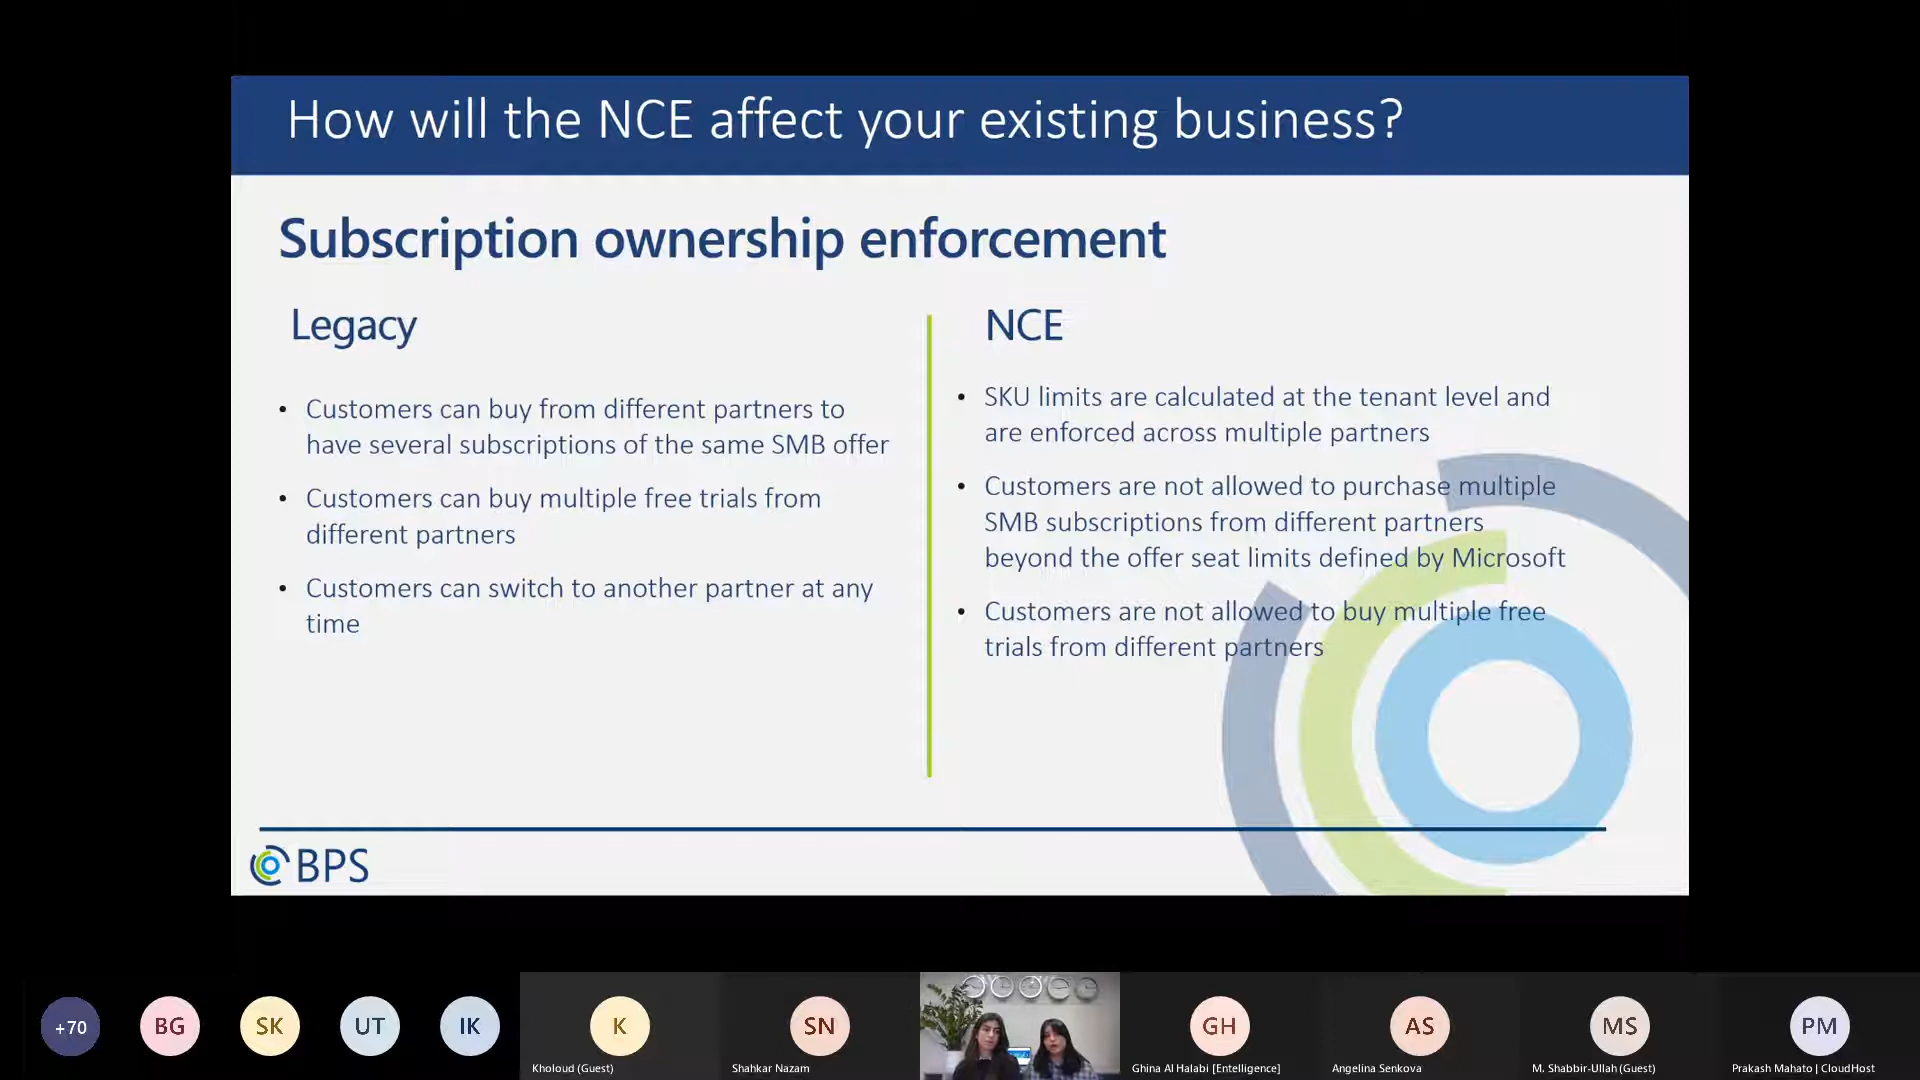 How will the NCE affect your existing business?
Subscription ownership enforcement
Legacy
• Customers can buy from different partners to
have several subscriptions of the same SMB offer
• Customers can buy multiple free trials from
different partners
• Customers can switch to another partner at any
time
NCE
• SKU limits are calculated at the tenant level and
are enforced across multiple partners
• Customers are not allowed to purchase multiple
SMB subscriptions from different partners
beyond the offer seat limits defined by Microsoft
• Customers are not allowed to buy multiple free
trials from different partners
BPS
+70
BG
SK
UT
IK
K
Kholoud (Guest)
SN
Shahkar Nazam
GH
Ghina Al Halabi [Entelligence]
AS
Angelina Senkova
MS
M. Shabbir-Ullah (Guest)
PM
Prakash Mahato | CloudHost